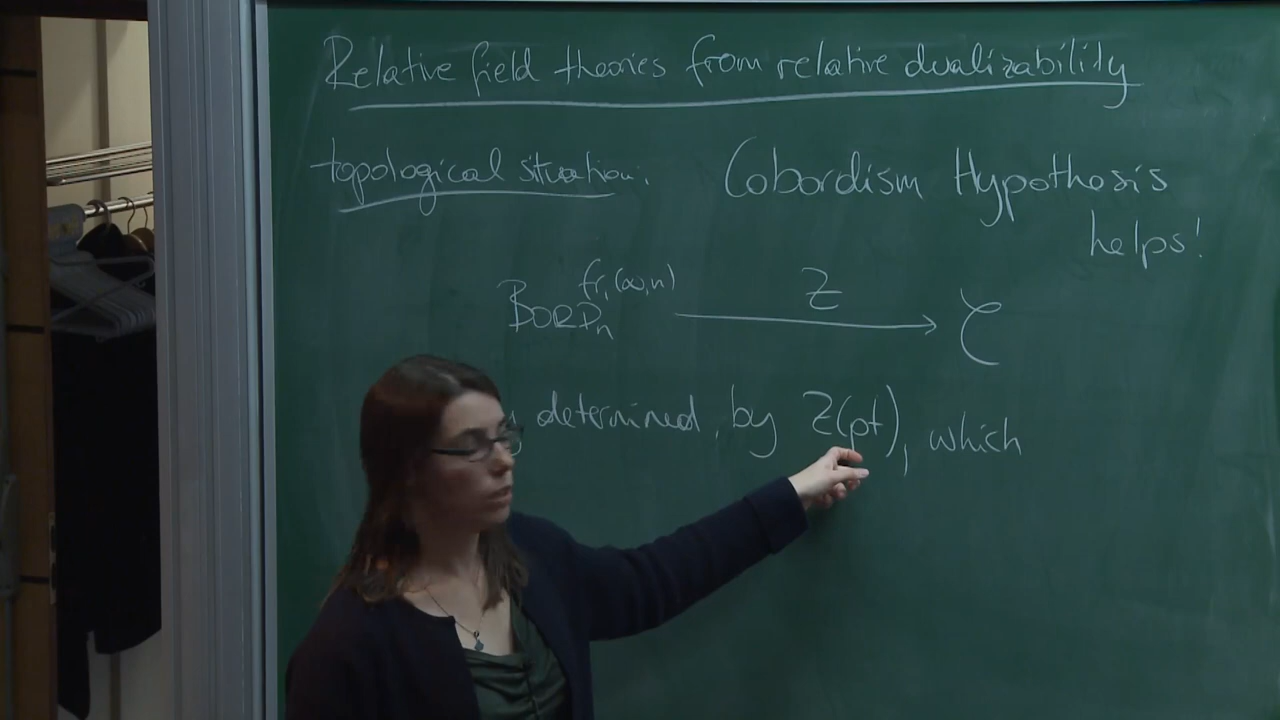 Relative field theories from relative dualizability
topological situation: Cobordism Hypothesis
helps!
Bord_n^{fr,(∞,n)} Z → C
determined by Z(pt), which